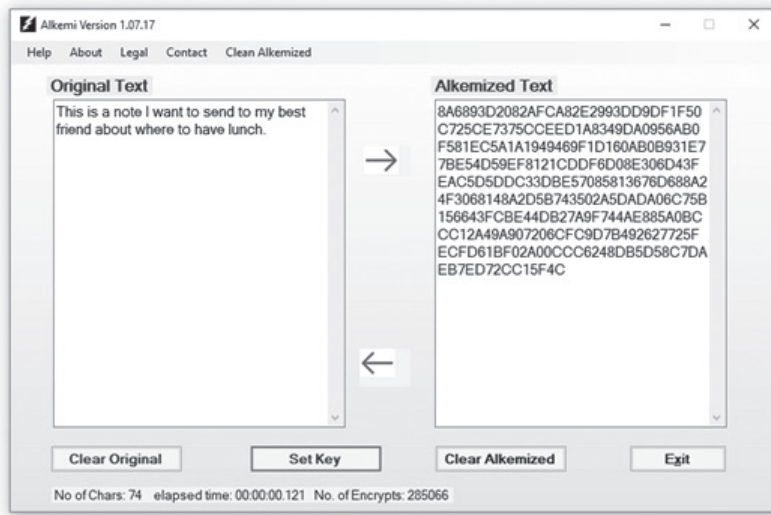 Alkemi Version 1.07.17
Help About Legal Contact Clean Alkemized
Original Text
This is a note I want to send to my best
friend about where to have lunch.
Alkemized Text
8A6893D2082AFCA82E2993DD9DF1F50
C725CE7375CCEED1A8349DA0956AB0
F581EC5A1A1949469F1D160AB0B931E7
7BE54D59EF8121CDDF6D08E306D43F
EAC5D5DDC33DBE57085813676D688A2
4F3068148A2D5B743502A5DADA06C75B
156643FCBE44DB27A9F744AE885A0BC
CC12A49A907206CFC9D7B492627725F
ECFD61BF02A00CCC6248DB5D58C7DA
EB7ED72CC15F4C
Clear Original
Set Key
Clear Alkemized
Exit
No of Chars: 74 elapsed time: 00:00:00.121 No. of Encrypts: 285066